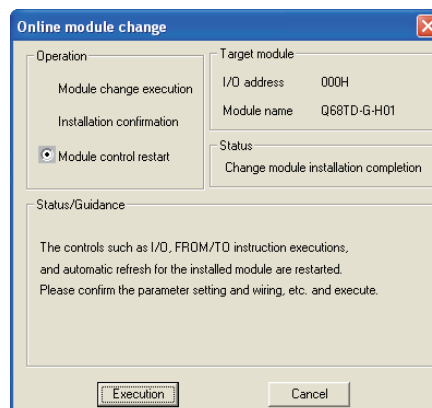 Online module change
Operation
Module change execution
Installation confirmation
Module control restart
Target module
I/O address 000H
Module name Q68TD-G-H01
Status
Change module installation completion
Status/Guidance
The controls such as I/O, FROM/TO instruction executions,
and automatic refresh for the installed module are restarted.
Please confirm the parameter setting and wiring, etc. and execute.
Execution
Cancel